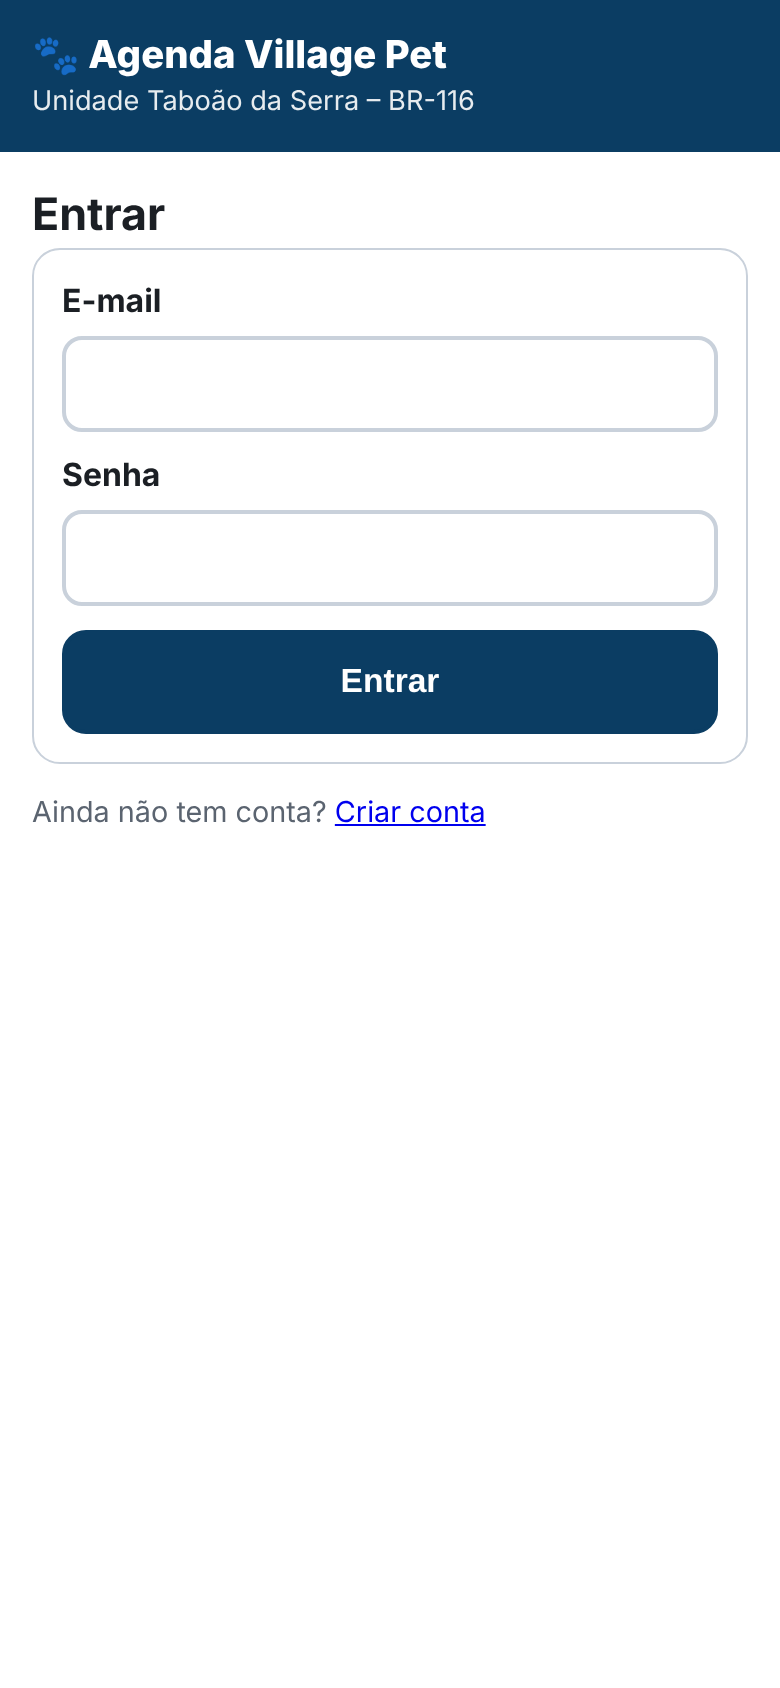 Agenda Village Pet
Unidade Taboão da Serra – BR-116
Entrar
E-mail
Senha
Entrar
Ainda não tem conta? Criar conta